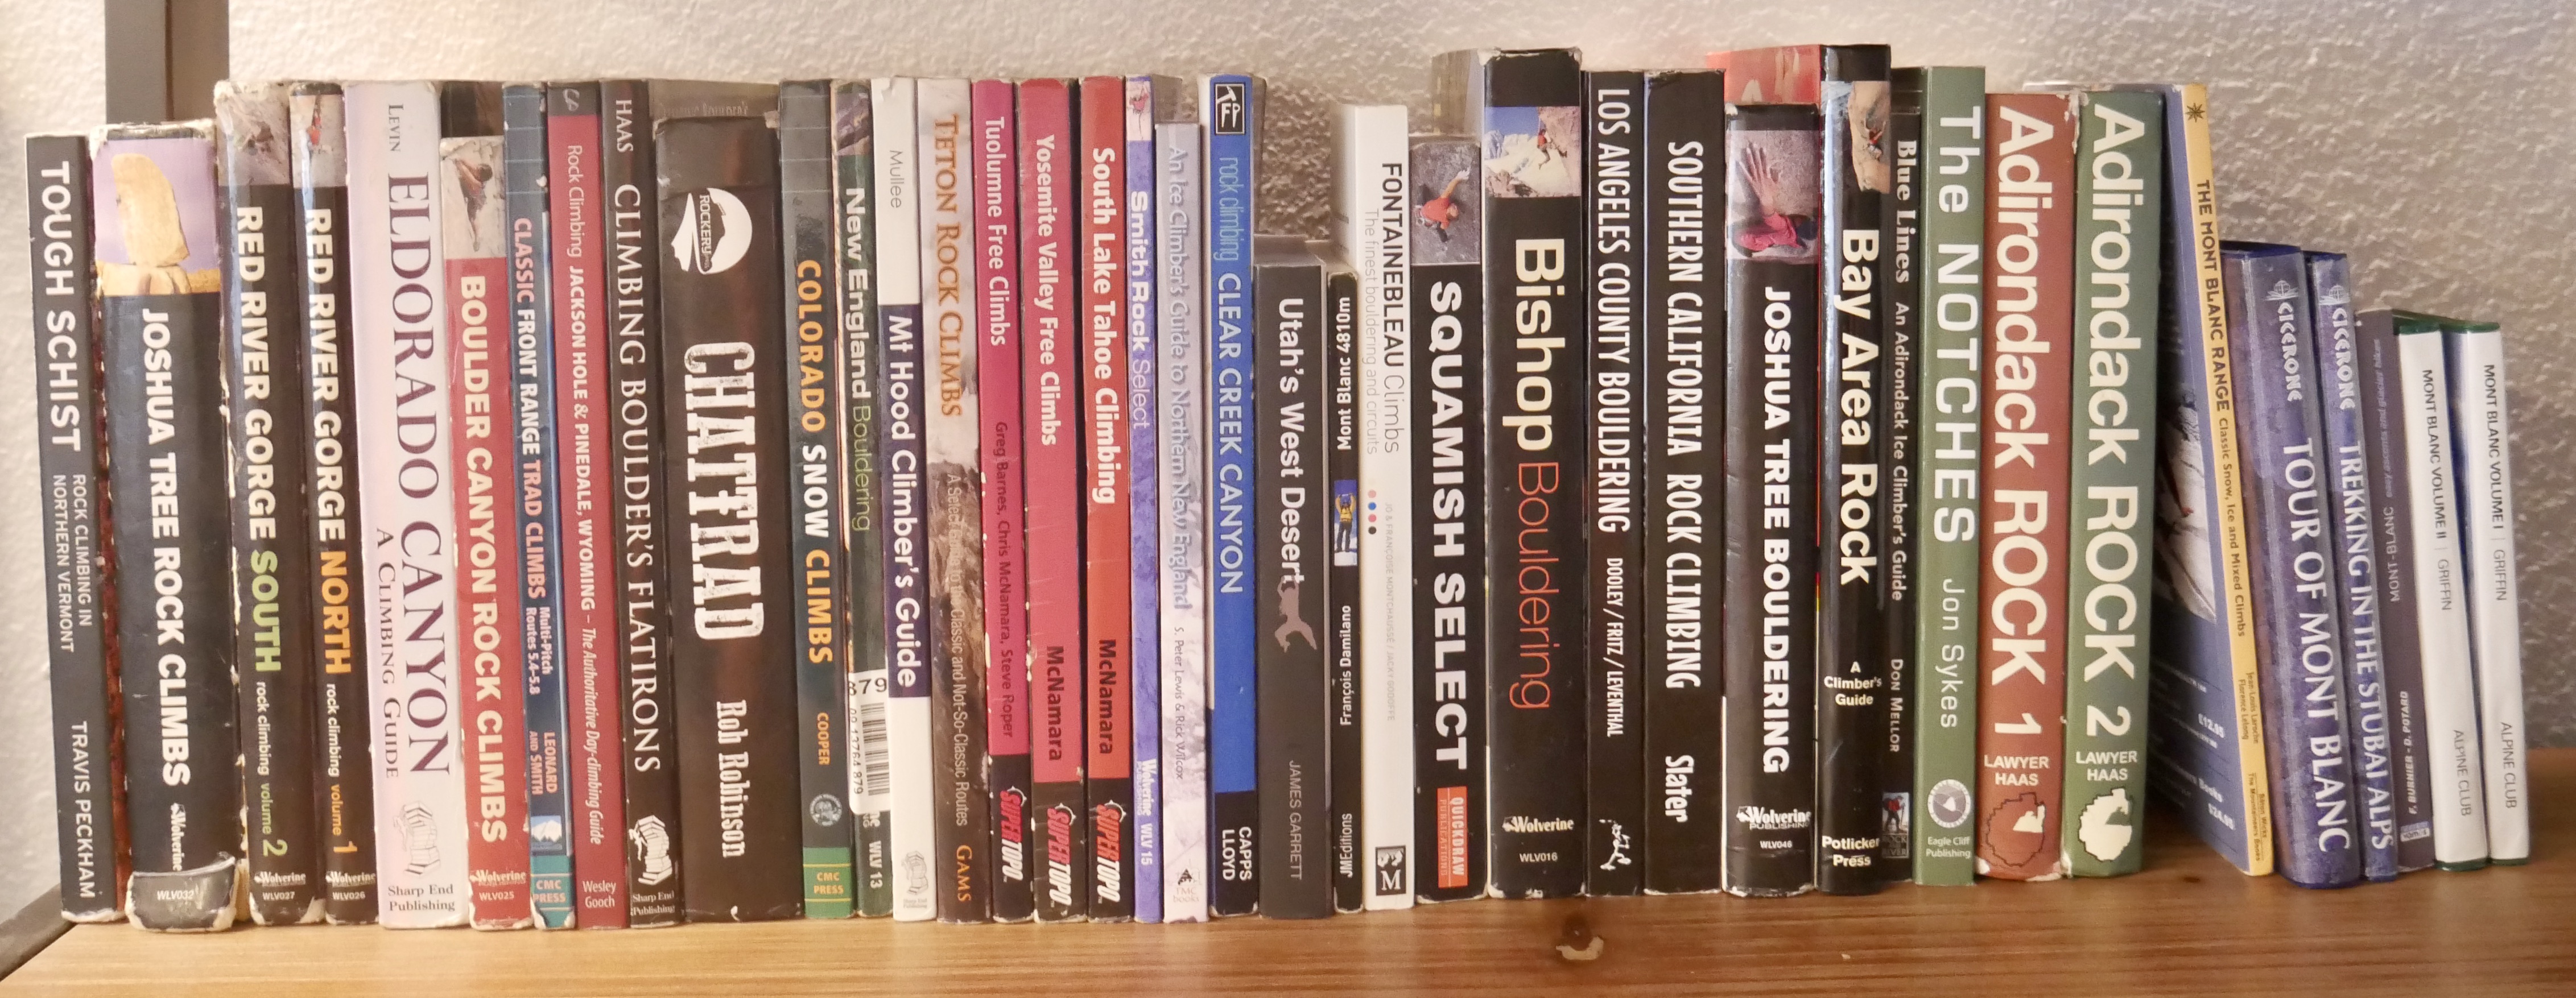 TOUGH SCHIST ROCK CLIMBING IN NORTHERN VERMONT TRAVIS PECKHAM
JOSHUA TREE ROCK CLIMBS Wolverine WLV032
RED RIVER GORGE SOUTH rock climbing volume 2 Wolverine WLV027
RED RIVER GORGE NORTH rock climbing volume 1 Wolverine WLV026
LEVIN ELDORADO CANYON A CLIMBING GUIDE Sharp End Publishing
BOULDER CANYON ROCK CLIMBS Wolverine WLV025
CLASSIC FRONT RANGE TRAD CLIMBS Multi-Pitch Routes 5.4–5.8 LEONARD AND SMITH CMC PRESS
Rock Climbing JACKSON HOLE & PINEDALE, WYOMING – The Authoritative Day-climbing Guide Wesley Gooch
HAAS CLIMBING BOULDER'S FLATIRONS Sharp End Publishing
ROCKERY CHATTRAD Rob Robinson
COLORADO SNOW CLIMBS COOPER CMC PRESS
New England Bouldering WLV 13
Mullee Mt Hood Climber's Guide
TETON ROCK CLIMBS A Select Guide to the Classic and Not-So-Classic Routes GAMS
Tuolumne Free Climbs Greg Barnes, Chris McNamara, Steve Roper SUPERTOPO
Yosemite Valley Free Climbs McNamara SUPERTOPO
South Lake Tahoe Climbing McNamara SUPERTOPO
Smith Rock Select Wolverine WLV 15
An Ice Climber's Guide to Northern New England S. Peter Lewis & Rick Wilcox TMC books
rock climbing CLEAR CREEK CANYON CAPPS LLOYD
Utah's West Desert JAMES GARRETT
Mont Blanc 4810m François Damilano JMEditions
FONTAINEBLEAU Climbs
The finest bouldering and circuits JO & FRANÇOISE MONTCHAUSSÉ / JACKY GODOFFE
SQUAMISH SELECT QUICKDRAW PUBLICATIONS
Bishop Bouldering Wolverine WLV016
LOS ANGELES COUNTY BOULDERING DOOLEY / FRITZ / LEVENTHAL
SOUTHERN CALIFORNIA ROCK CLIMBING Slater
JOSHUA TREE BOULDERING Wolverine PUBLISHING WLV046
Bay Area Rock A Climber's Guide Potlicker Press
Blue Lines An Adirondack Ice Climber's Guide DON MELLOR
The NOTCHES Jon Sykes Eagle Cliff Publishing
Adirondack ROCK 1 LAWYER HAAS
Adirondack ROCK 2 LAWYER HAAS
£12.95
$24.95
THE MONT BLANC RANGE Classic Snow, Ice and Mixed Climbs
CICERONE TOUR OF MONT BLANC
CICERONE TREKKING IN THE STUBAI ALPS
MONT-BLANC
MONT BLANC VOLUME II | GRIFFIN ALPINE CLUB
MONT BLANC VOLUME I | GRIFFIN ALPINE CLUB